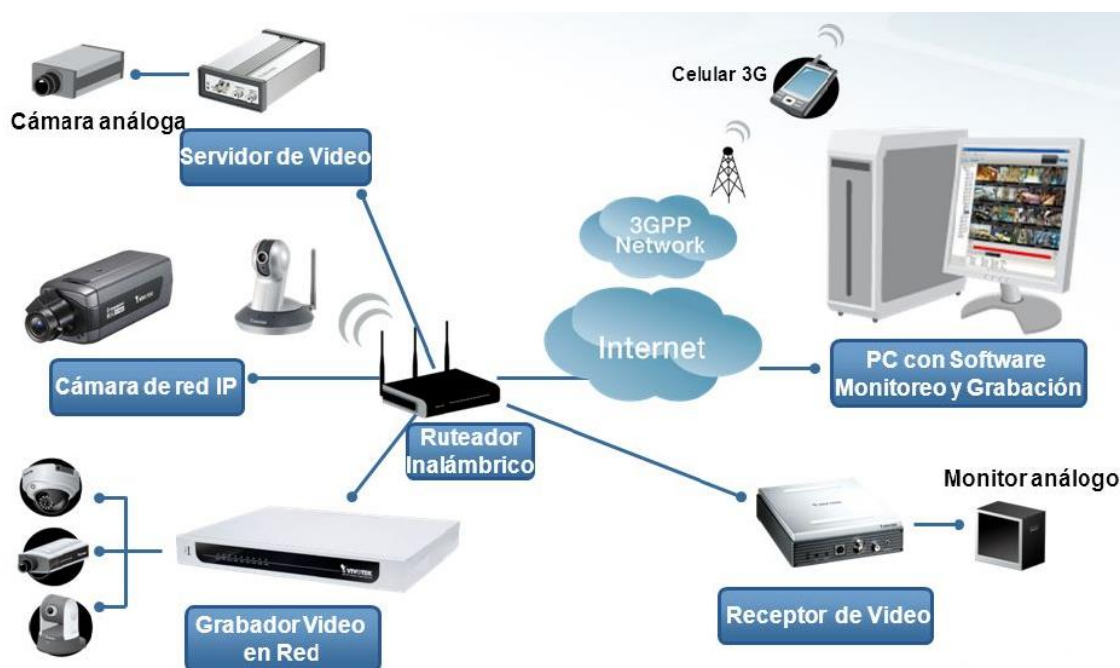 Celular 3G
Cámara análoga
Servidor de Video
3GPP
Network
Internet
PC con Software
Monitoreo y Grabación
Cámara de red IP
Ruteador
Inalámbrico
Monitor análogo
VIVOTEK
Grabador Video
en Red
Receptor de Video